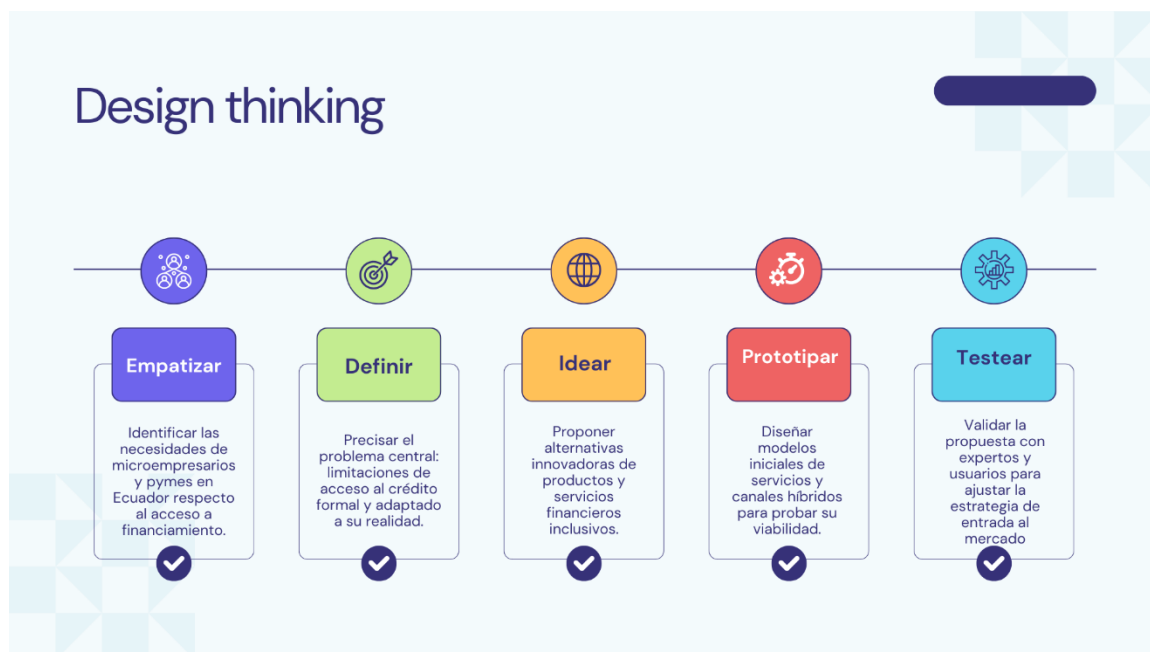 Design thinking
Empatizar
Identificar las
necesidades de
microempresarios
y pymes en
Ecuador respecto
al acceso a
financiamiento.
Definir
Precisar el
problema central:
limitaciones de
acceso al crédito
formal y adaptado
a su realidad.
Idear
Proponer
alternativas
innovadoras de
productos y
servicios
financieros
inclusivos.
Prototipar
Diseñar
modelos
iniciales de
servicios y
canales híbridos
para probar su
viabilidad.
Testear
Validar la
propuesta con
expertos y
usuarios para
ajustar la
estrategia de
entrada al
mercado